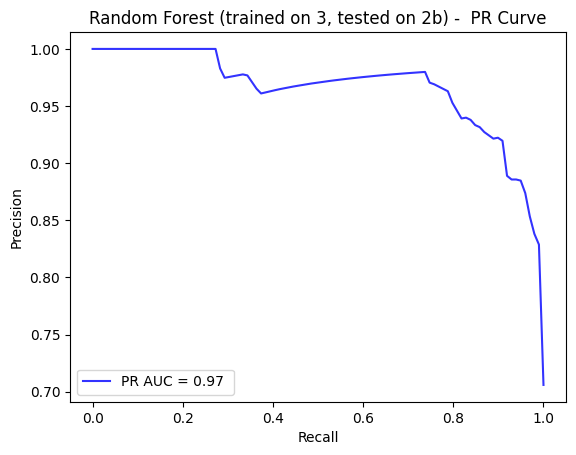 Random Forest (trained on 3, tested on 2b) -  PR Curve
1.00
0.95
0.90
0.85
0.80
0.75
0.70
Precision
PR AUC = 0.97
0.0 0.2 0.4 0.6 0.8 1.0
Recall